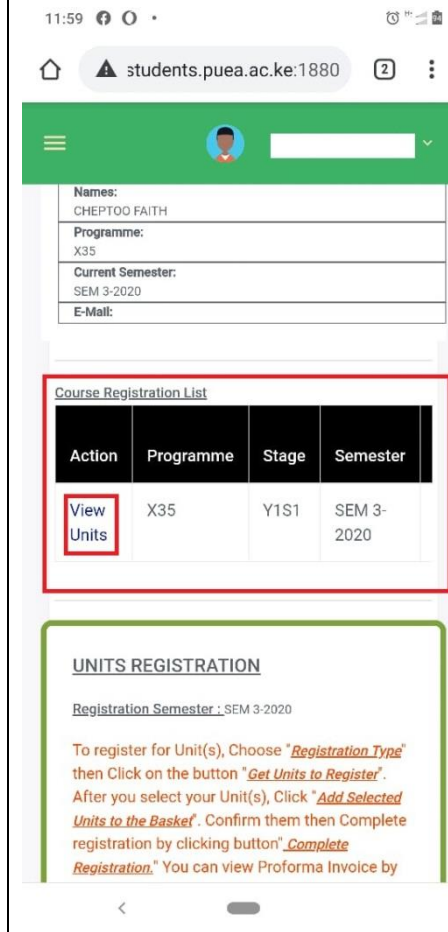 11:59
students.puea.ac.ke:1880
2
94
Names:
CHEPTOO FAITH
Programme:
X35
Current Semester:
SEM 3-2020
E-Mail:
Course Registration List
Action Programme Stage Semester
View Units X35 Y1S1 SEM 3-2020
UNITS REGISTRATION
Registration Semester : SEM 3-2020
To register for Unit(s), Choose "Registration Type"
then Click on the button "Get Units to Register".
After you select your Unit(s), Click "Add Selected
Units to the Basket". Confirm them then Complete
registration by clicking button" Complete
Registration." You can view Proforma Invoice by